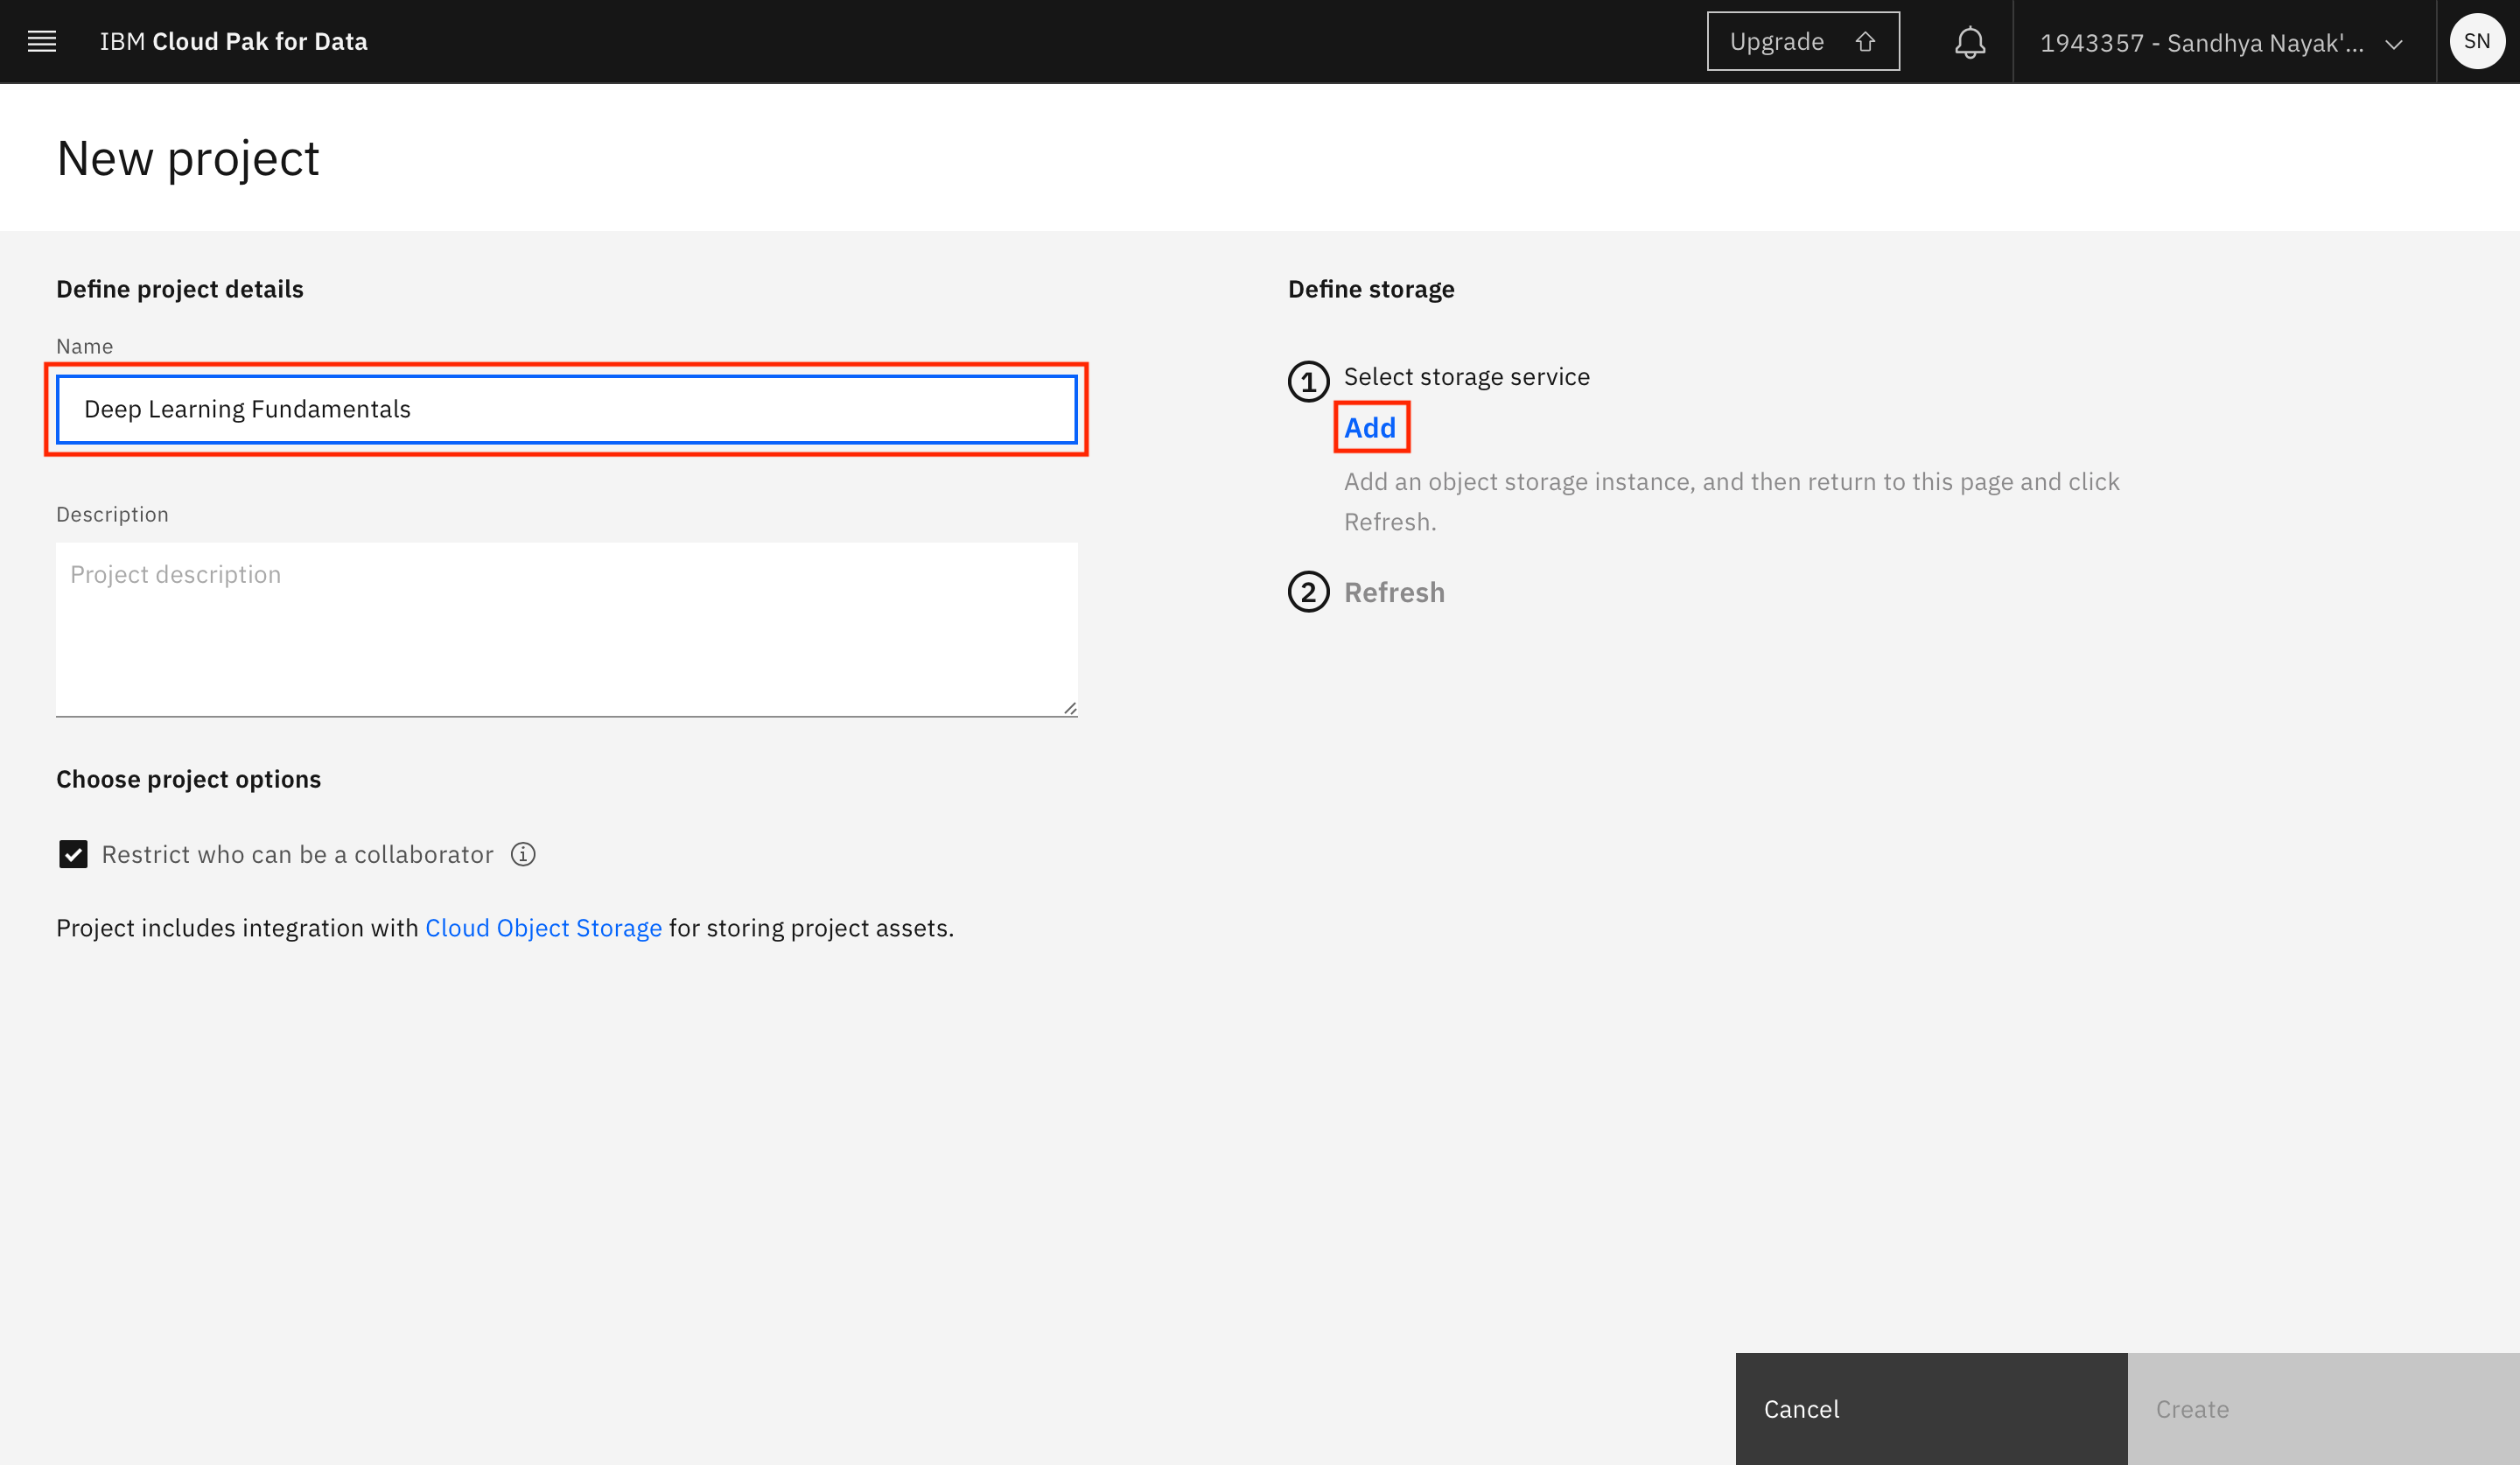 IBM Cloud Pak for Data
Upgrade
1943357 - Sandhya Nayak'...
SN
New project
Define project details
Name
Deep Learning Fundamentals
Description
Project description
Choose project options
Restrict who can be a collaborator
Project includes integration with Cloud Object Storage for storing project assets.
Define storage
1 Select storage service
Add
Add an object storage instance, and then return to this page and click
Refresh.
2 Refresh
Cancel
Create